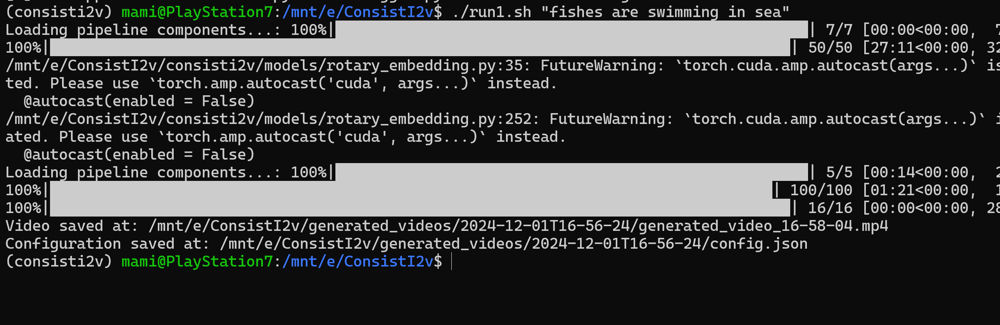 (consisti2v) mami@PlayStation7:/mnt/e/ConsistI2v$ ./run1.sh "fishes are swimming in sea"
Loading pipeline components...: 100%| | 7/7 [00:00<00:00,
100%| | 50/50 [27:11<00:00, 32
/mnt/e/ConsistI2v/consisti2v/models/rotary_embedding.py:35: FutureWarning: `torch.cuda.amp.autocast(args...)` is
ted. Please use `torch.amp.autocast('cuda', args...)` instead.
  @autocast(enabled = False)
/mnt/e/ConsistI2v/consisti2v/models/rotary_embedding.py:252: FutureWarning: `torch.cuda.amp.autocast(args...)`
ated. Please use `torch.amp.autocast('cuda', args...)` instead.
  @autocast(enabled = False)
Loading pipeline components...: 100%| | 5/5 [00:14<00:00,
100%| | 100/100 [01:21<00:00,
100%| | 16/16 [00:00<00:00, 28
Video saved at: /mnt/e/ConsistI2v/generated_videos/2024-12-01T16-56-24/generated_video_16-58-04.mp4
Configuration saved at: /mnt/e/ConsistI2v/generated_videos/2024-12-01T16-56-24/config.json
(consisti2v) mami@PlayStation7:/mnt/e/ConsistI2v$